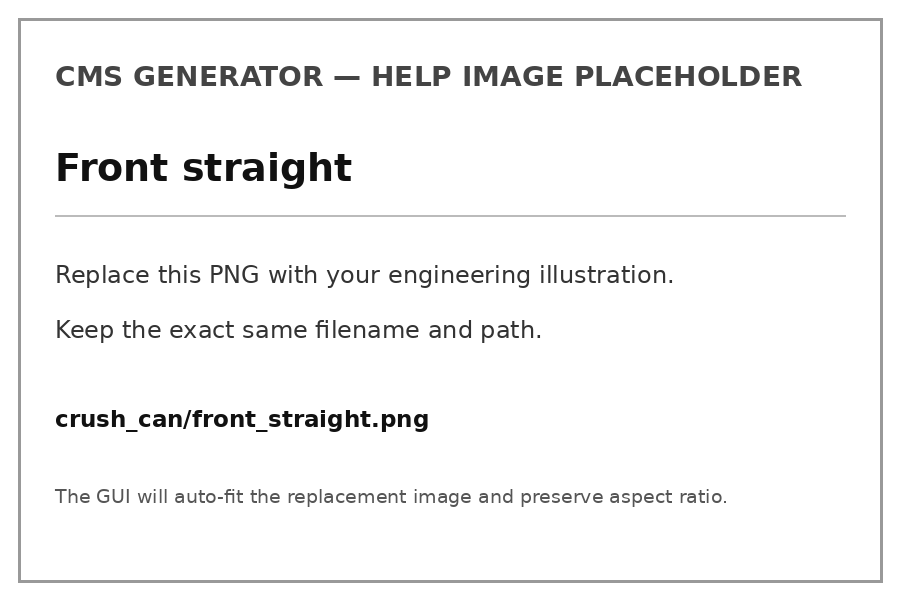 CMS GENERATOR — HELP IMAGE PLACEHOLDER
Front straight
Replace this PNG with your engineering illustration.
Keep the exact same filename and path.
crush_can/front_straight.png
The GUI will auto-fit the replacement image and preserve aspect ratio.